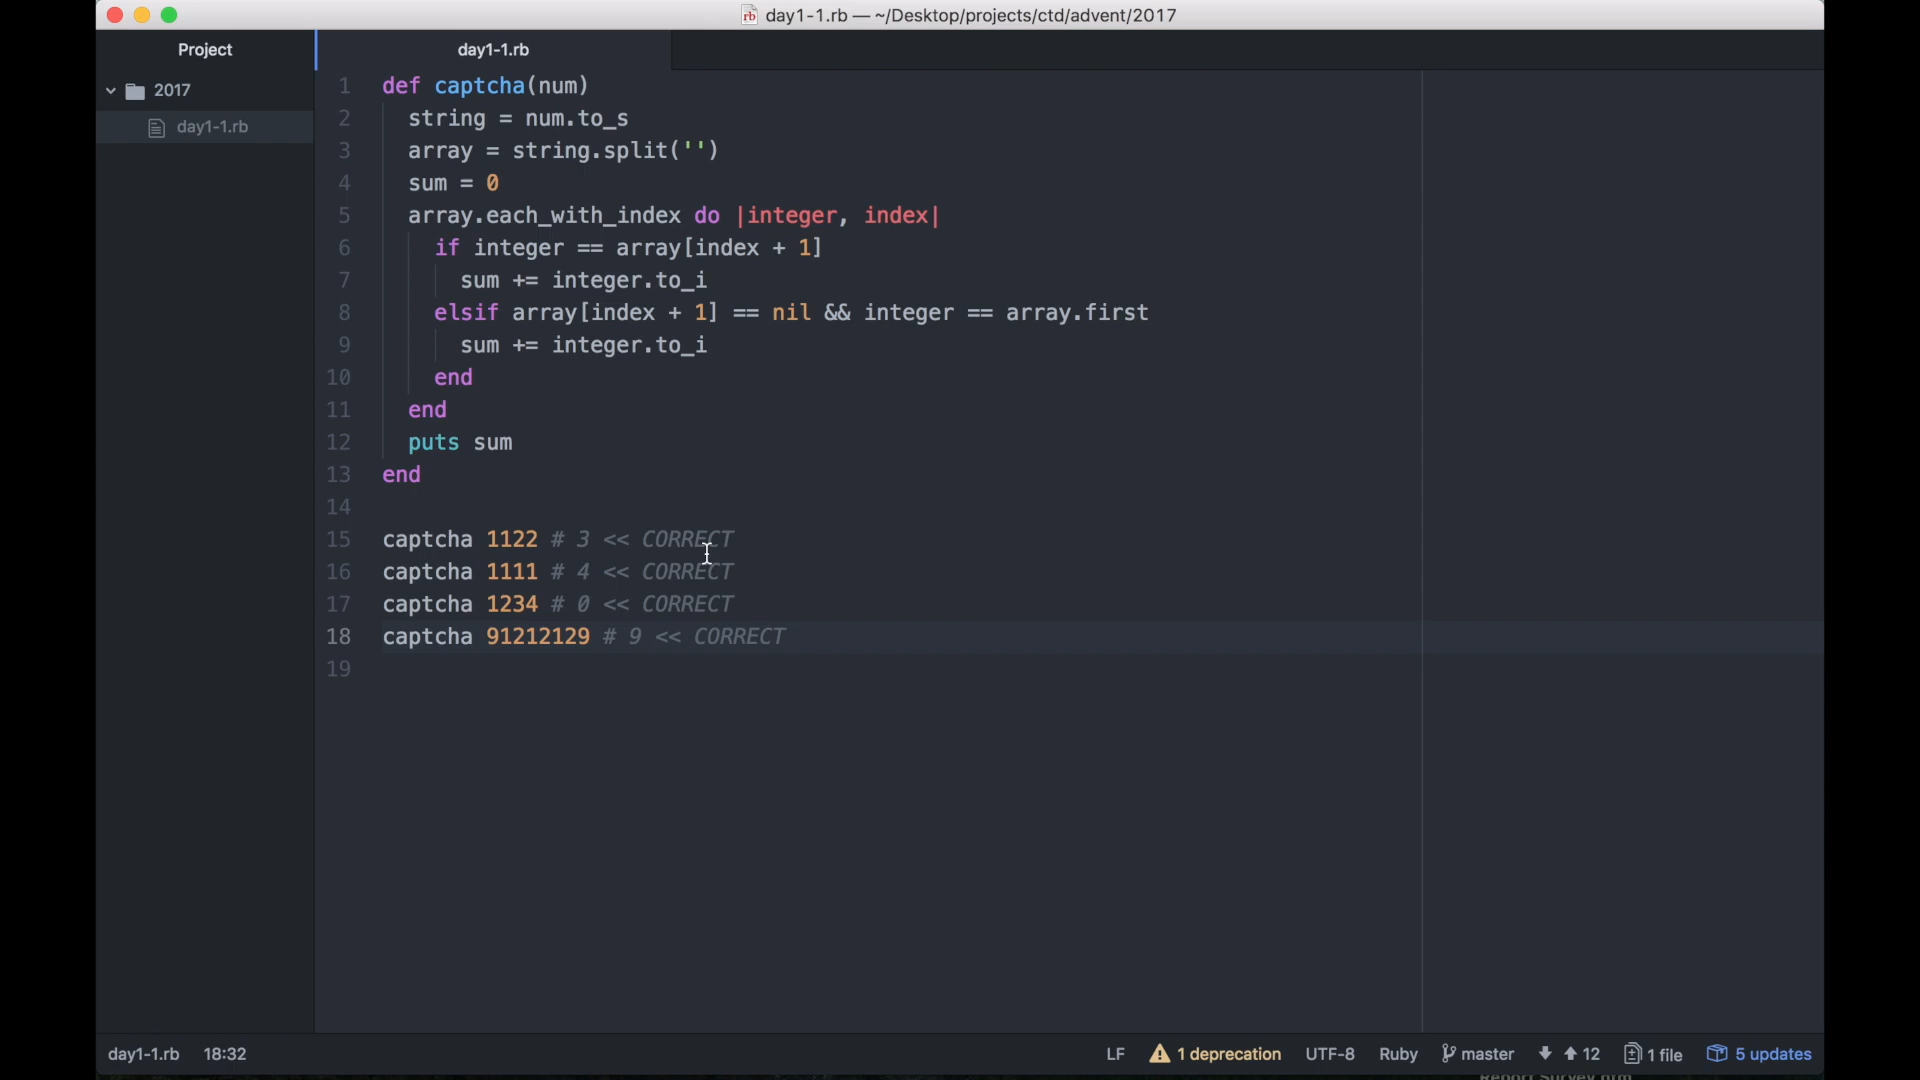 day1-1.rb — ~/Desktop/projects/ctd/advent/2017
Project
day1-1.rb
2017
day1-1.rb
1 def captcha(num)
2 string = num.to_s
3 array = string.split('')
4 sum = 0
5 array.each_with_index do |integer, index|
6 if integer == array[index + 1]
7 sum += integer.to_i
8 elsif array[index + 1] == nil && integer == array.first
9 sum += integer.to_i
10 end
11 end
12 puts sum
13 end
14
15 captcha 1122 # 3 << CORRECT
16 captcha 1111 # 4 << CORRECT
17 captcha 1234 # 0 << CORRECT
18 captcha 91212129 # 9 << CORRECT
19
day1-1.rb 18:32 LF 1 deprecation UTF-8 Ruby master 12 1 file 5 updates